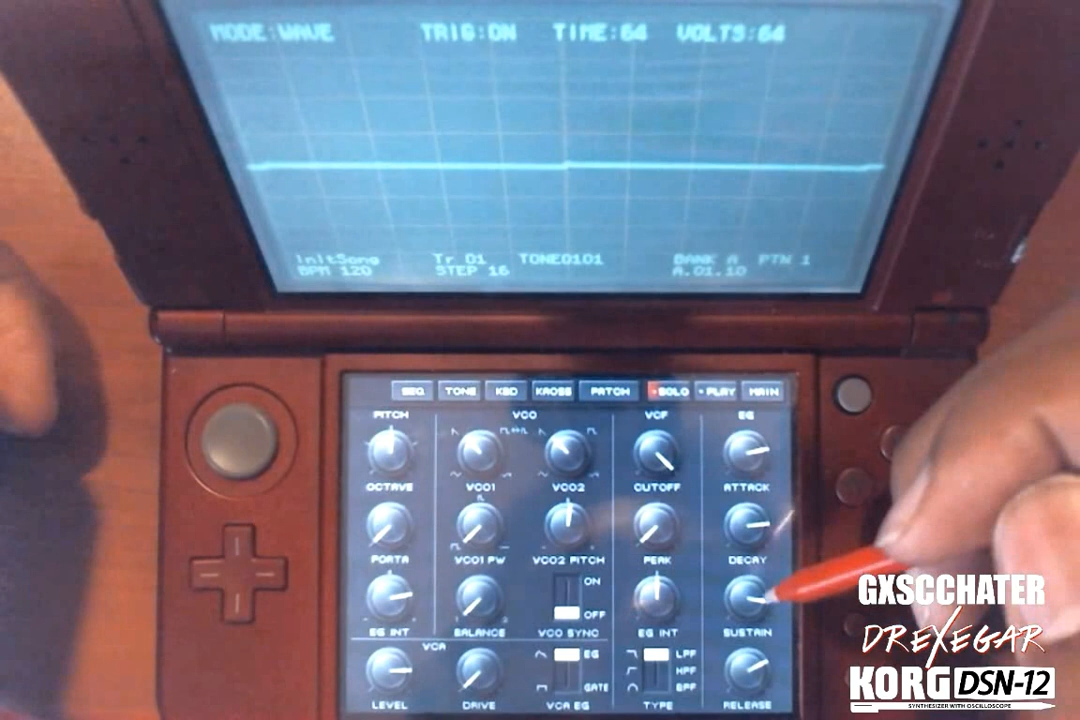 MODE:WAVE TRIG:ON TIME:64 VOLTS:64
InitSong Tr 01 TONE0101 BANK A PTN 1
BPM 120 STEP 16 A.01.10
SEQ TONE KBD KROSS PATCH SOLO PLAY MAIN
PITCH VCO VCF EG
OCTAVE VCO1 VCO2 CUTOFF ATTACK
PORTA VCO1 PW VCO2 PITCH PEAK DECAY
ON
OFF
EG INT BALANCE VCO SYNC EG INT SUSTAIN
VCA
EG LPF
HPF
GATE BPF
LEVEL DRIVE VCA EG TYPE RELEASE
GXSCCHATER
DREXEGAR
KORG DSN-12
SYNTHESIZER WITH OSCILLOSCOPE